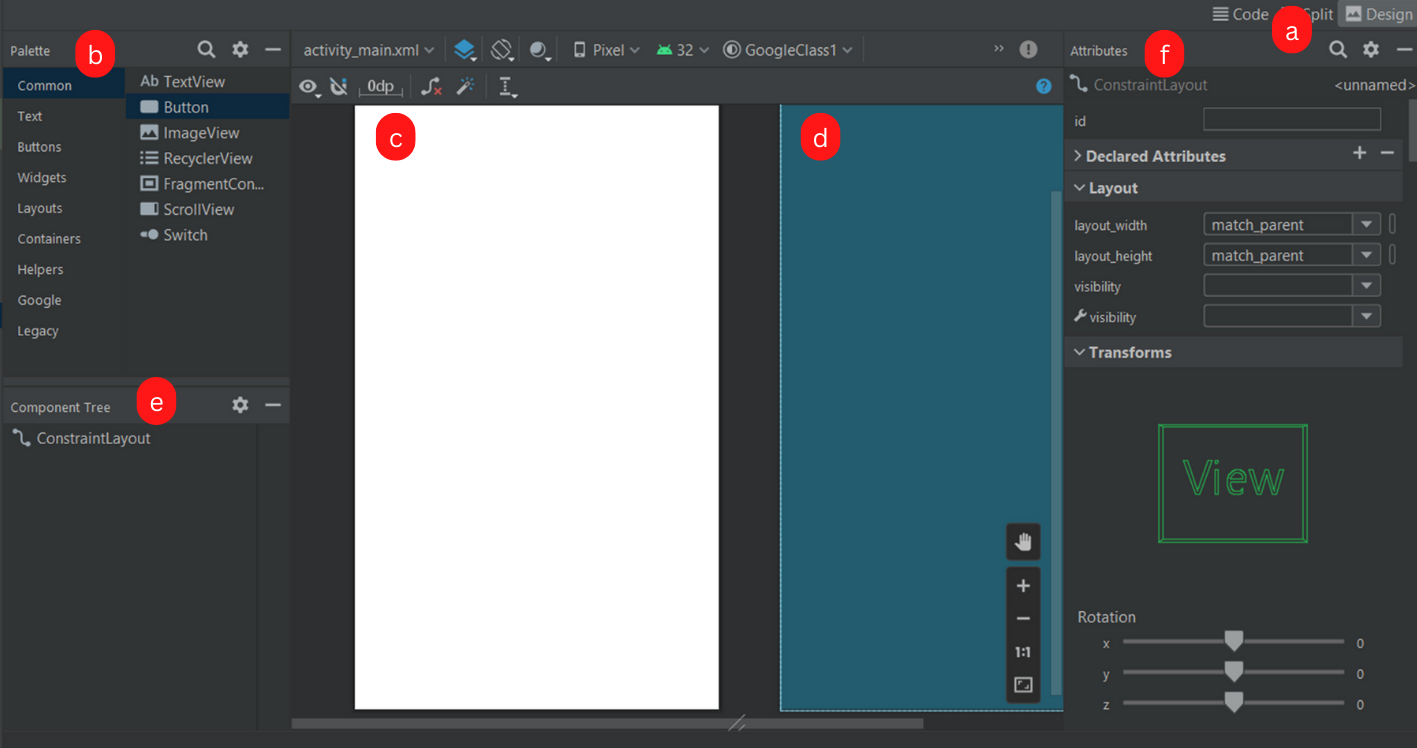 Code Split Design
a
Palette
b
Common
Text
Buttons
Widgets
Layouts
Containers
Helpers
Google
Legacy
Ab TextView
Button
ImageView
RecyclerView
FragmentCon...
ScrollView
Switch
Component Tree
e
ConstraintLayout
activity_main.xml Pixel 32 GoogleClass1 »
0dp
c
d
1:1
Attributes
f
ConstraintLayout <unnamed>
id
Declared Attributes
Layout
layout_width match_parent
layout_height match_parent
visibility
visibility
Transforms
View
Rotation
x 0
y 0
z 0